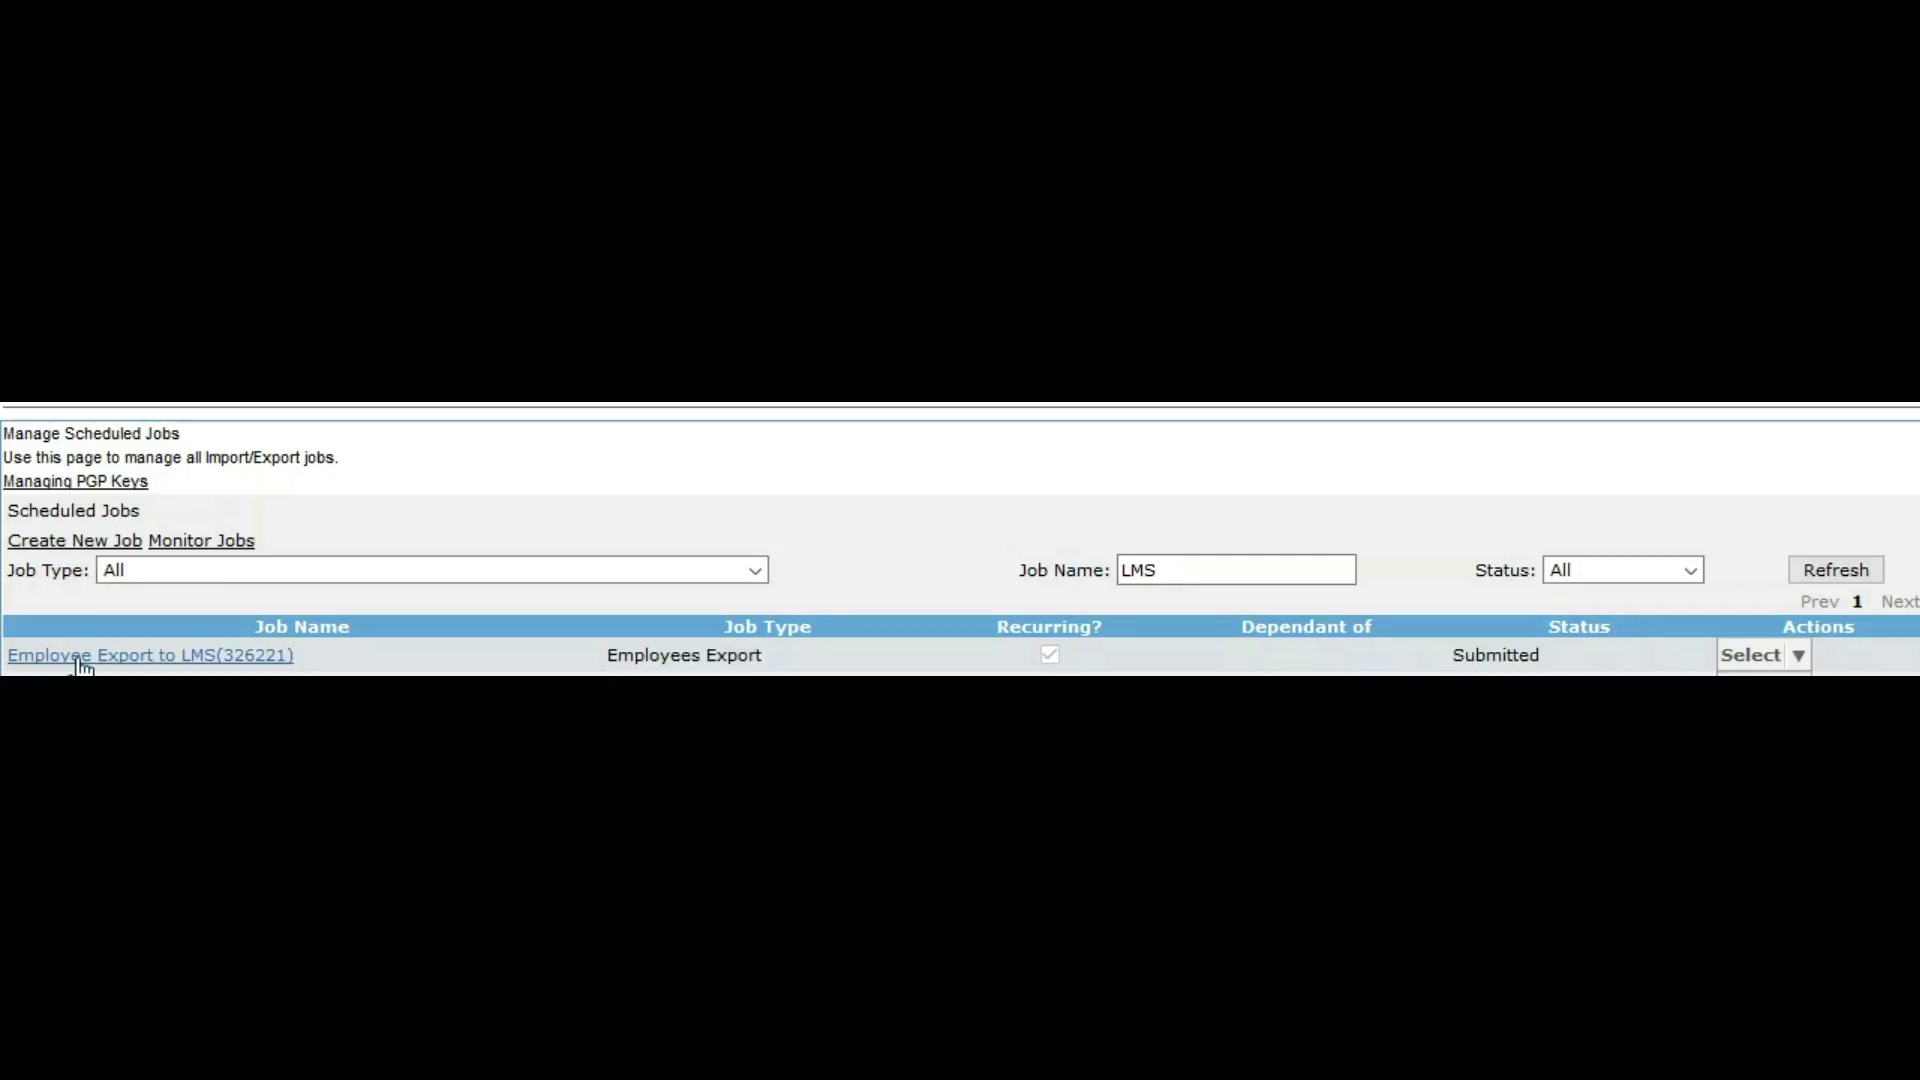 Manage Scheduled Jobs
Use this page to manage all Import/Export jobs.
Managing PGP Keys
Scheduled Jobs
Create New Job Monitor Jobs
Job Type: All Job Name: LMS Status: All Refresh
Prev 1 Next
Job Name Job Type Recurring? Dependant of Status Actions
Employee Export to LMS(326221) Employees Export Submitted Select